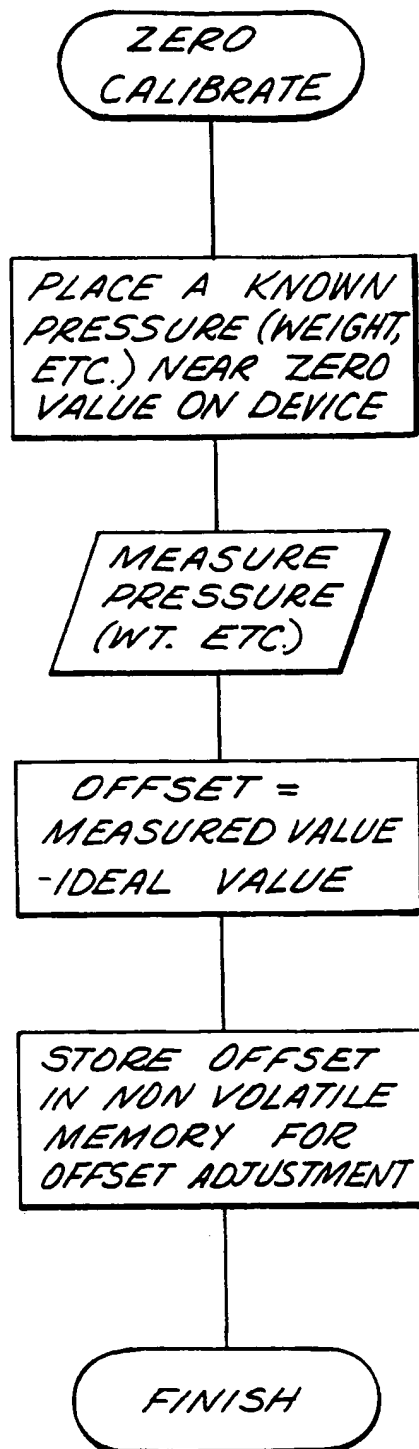 ZERO
CALIBRATE
PLACE A KNOWN
PRESSURE (WEIGHT,
ETC.) NEAR ZERO
VALUE ON DEVICE
MEASURE
PRESSURE
(WT. ETC.)
OFFSET =
MEASURED VALUE
-IDEAL VALUE
STORE OFFSET
IN NON VOLATILE
MEMORY FOR
OFFSET ADJUSTMENT
FINISH